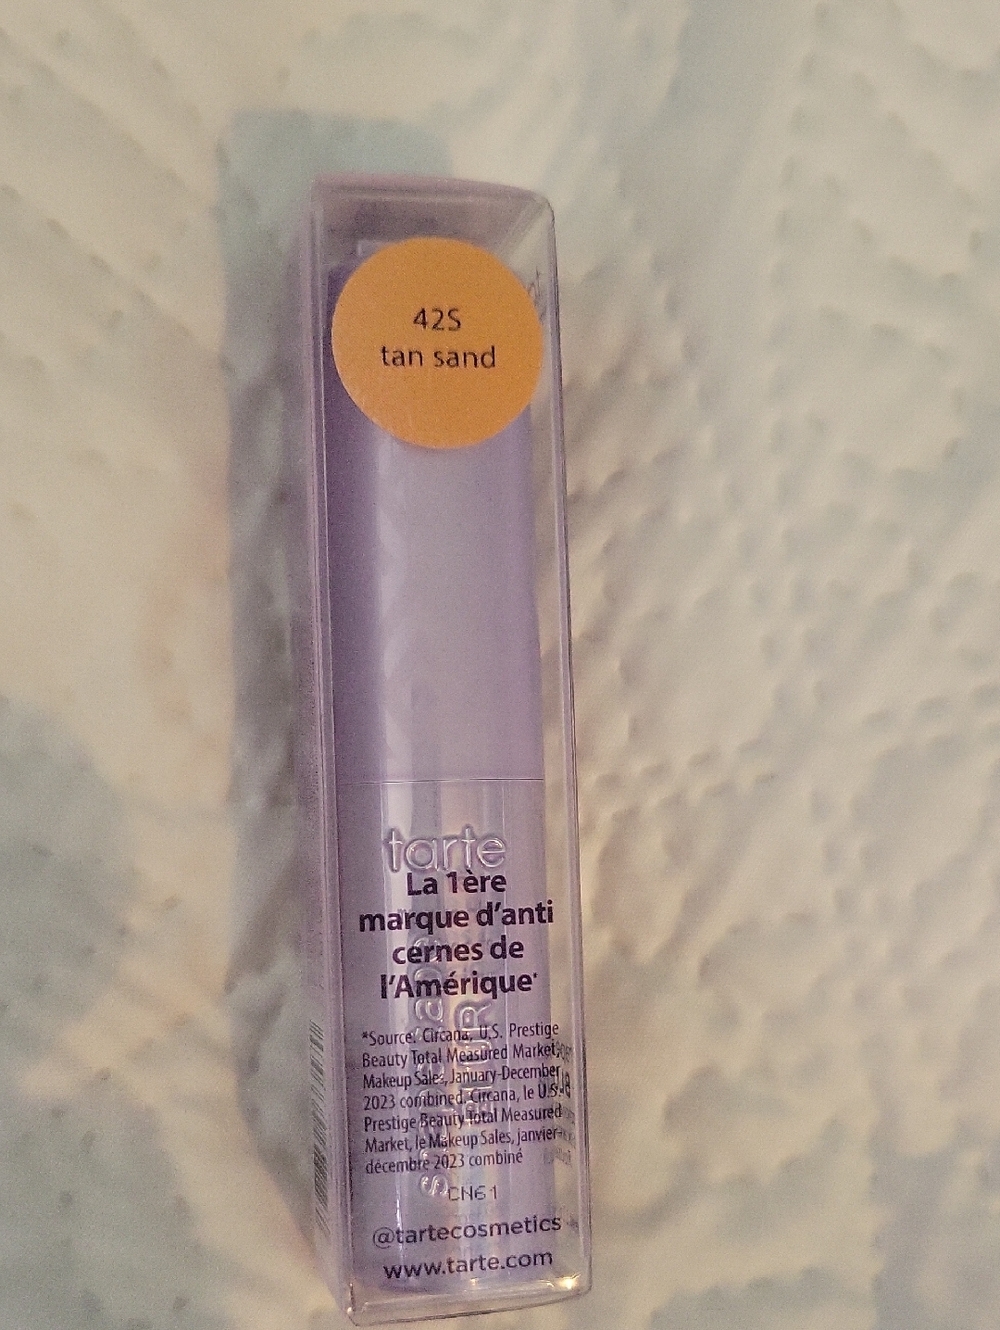 42S
tan sand
tarte
La 1ère
marque d'anti
cernes de
l'Amérique*
*Source: Circana, U.S. Prestige
Beauty Total Measured Market,
Makeup Sales, January-December
2023 combined. Circana, le U.S.
Prestige Beauty Total Measured
Market, le Makeup Sales, janvier-
décembre 2023 combiné
CN61
@tartecosmetics
www.tarte.com